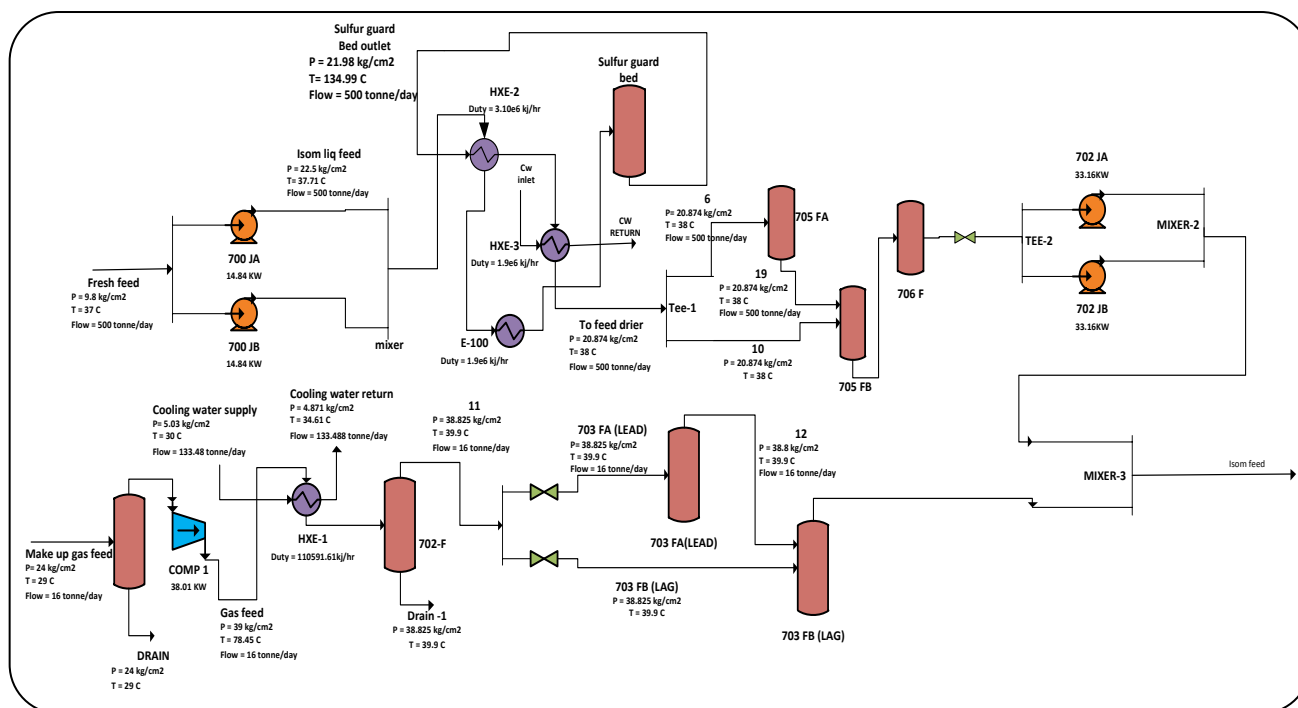 Sulfur guard
Bed outlet
P = 21.98 kg/cm2
T= 134.99 C
Flow = 500 tonne/day
HXE-2
Duty = 3.10e6 kj/hr
Sulfur guard
bed
Isom liq feed
P = 22.5 kg/cm2
T= 37.71 C
Flow = 500 tonne/day
Cw
inlet
CW
RETURN
HXE-3
Duty = 1.9e6 kj/hr
6
P= 20.874 kg/cm2
T = 38 C
Flow = 500 tonne/day
705 FA
702 JA
33.16KW
700 JA
14.84 KW
Fresh feed
P = 9.8 kg/cm2
T = 37 C
Flow = 500 tonne/day
700 JB
14.84 KW
mixer
E-100
Duty = 1.9e6 kj/hr
To feed drier
P = 20.874 kg/cm2
T= 38 C
Flow = 500 tonne/day
Tee-1
19
P = 20.874 kg/cm2
T = 38 C
Flow = 500 tonne/day
10
P = 20.874 kg/cm2
T = 38 C
705 FB
706 F
TEE-2
MIXER-2
702 JB
33.16KW
Cooling water supply
P= 5.03 kg/cm2
T = 30 C
Flow = 133.48 tonne/day
Cooling water return
P = 4.871 kg/cm2
T = 34.61 C
Flow = 133.488 tonne/day
11
P = 38.825 kg/cm2
T = 39.9 C
Flow = 16 tonne/day
703 FA (LEAD)
P= 38.825 kg/cm2
T = 39.9 C
Flow = 16 tonne/day
12
P = 38.8 kg/cm2
T = 39.9 C
Flow = 16 tonne/day
MIXER-3
Isom feed
Make up gas feed
P= 24 kg/cm2
T = 29 C
Flow = 16 tonne/day
COMP 1
38.01 KW
HXE-1
Duty = 110591.61kj/hr
702-F
703 FA(LEAD)
703 FB (LAG)
P = 38.825 kg/cm2
T = 39.9 C
703 FB (LAG)
Gas feed
P = 39 kg/cm2
T = 78.45 C
Flow = 16 tonne/day
Drain -1
P = 38.825 kg/cm2
T = 39.9 C
DRAIN
P = 24 kg/cm2
T = 29 C